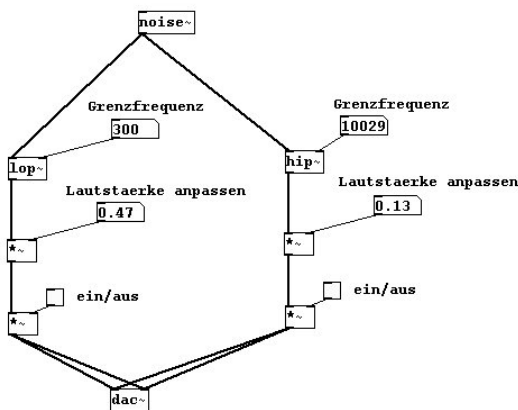 noise~
Grenzfrequenz
300
Grenzfrequenz
10029
lop~
hip~
Lautstaerke anpassen
0.47
Lautstaerke anpassen
0.13
*~
*~
ein/aus
ein/aus
*~
*~
dac~